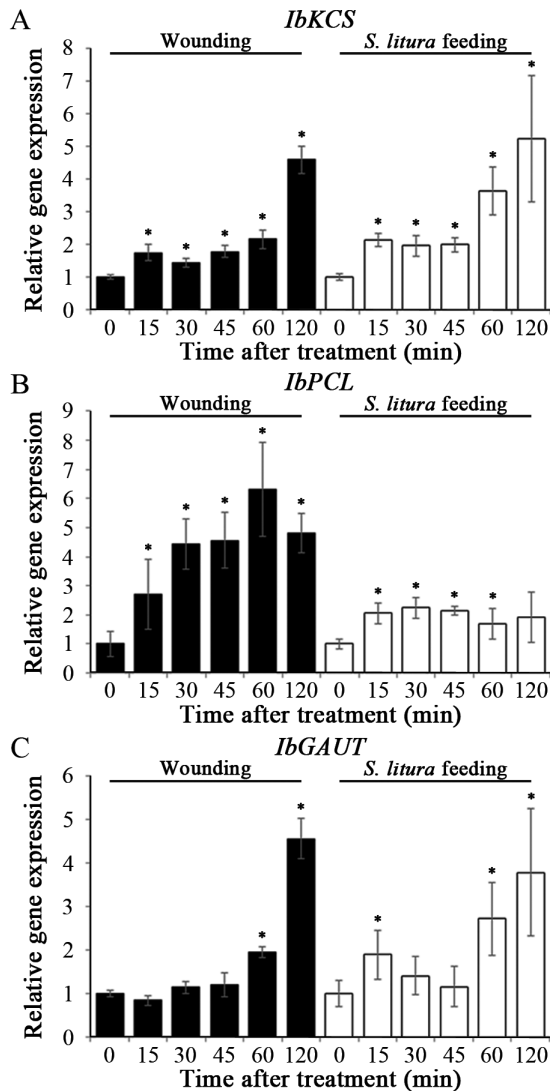 A
IbKCS
Wounding
S. litura feeding
Relative gene expression
8
7
6
5
4
3
2
1
0
* * * * * * * * * *
0 15 30 45 60 120 0 15 30 45 60 120
Time after treatment (min)
B
IbPCL
Wounding
S. litura feeding
Relative gene expression
9
8
7
6
5
4
3
2
1
0
* * * * * * * * *
0 15 30 45 60 120 0 15 30 45 60 120
Time after treatment (min)
C
IbGAUT
Wounding
S. litura feeding
Relative gene expression
6
5
4
3
2
1
0
* * * * *
0 15 30 45 60 120 0 15 30 45 60 120
Time after treatment (min)